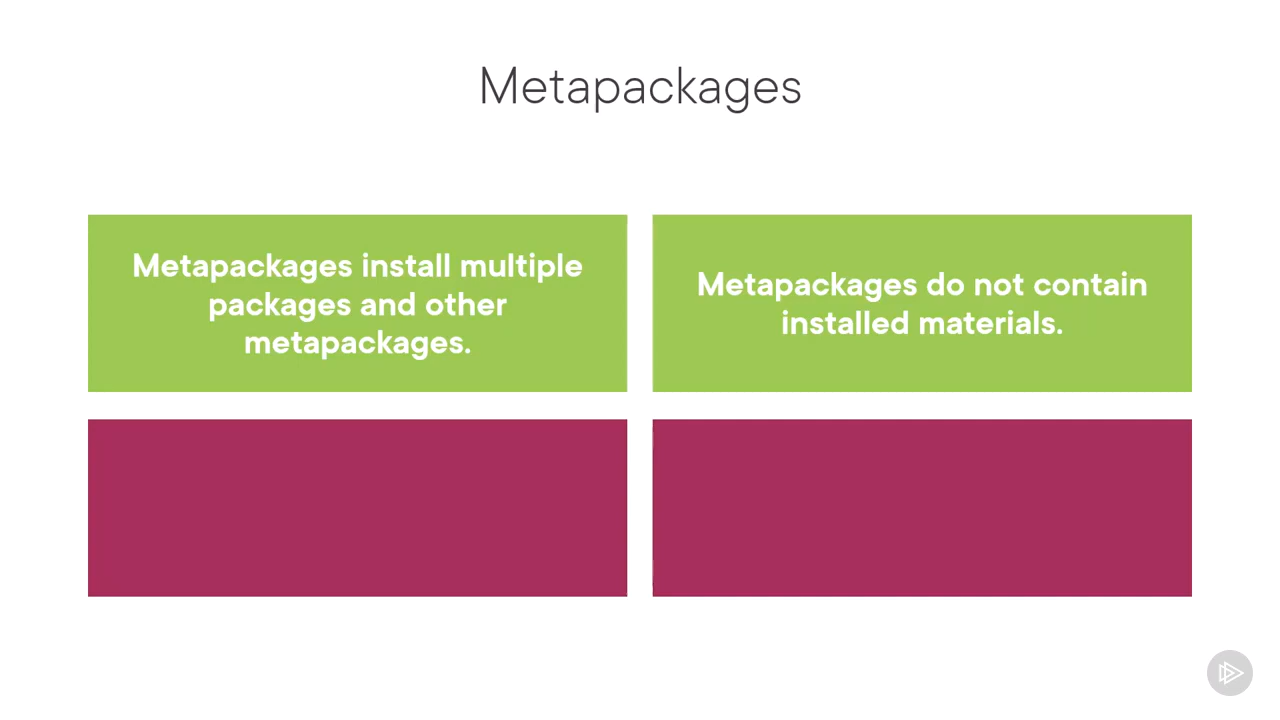 Metapackages
Metapackages install multiple
packages and other
metapackages.
Metapackages do not contain
installed materials.